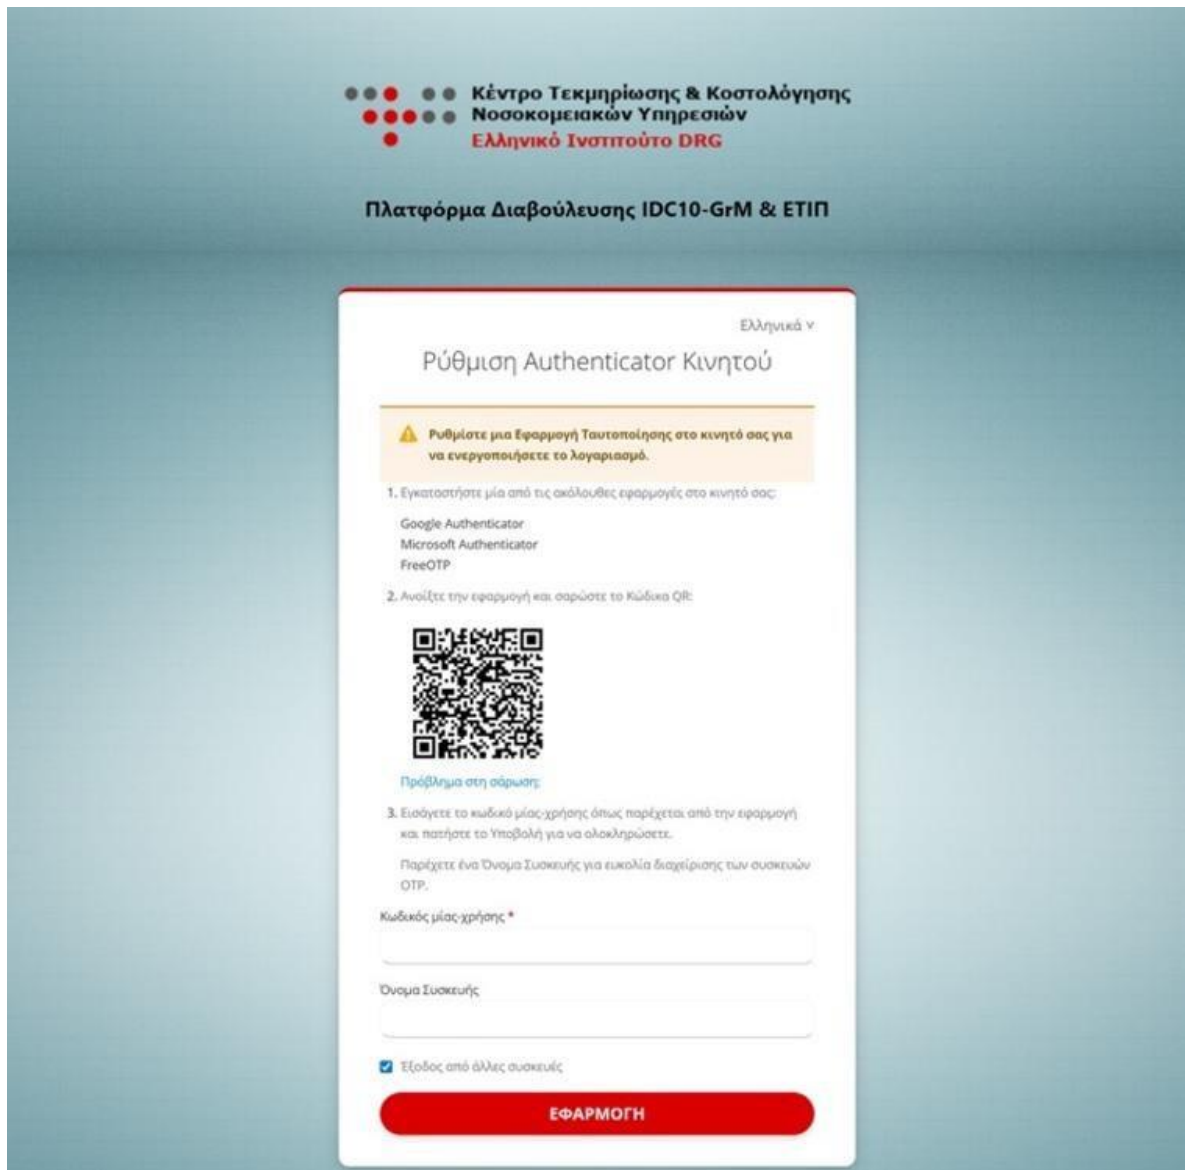 Κέντρο Τεκμηρίωσης & Κοστολόγησης
Νοσοκομειακών Υπηρεσιών
Ελληνικό Ινστιτούτο DRG
Πλατφόρμα Διαβούλευσης IDC10-GrM & ΕΤΙΠ
Ελληνικά
Ρύθμιση Authenticator Κινητού
Ρυθμίστε μια Εφαρμογή Ταυτοποίησης στο κινητό σας για
να ενεργοποιήσετε το λογαριασμό.
1. Εγκαταστήστε μία από τις ακόλουθες εφαρμογές στο κινητό σας:
Google Authenticator
Microsoft Authenticator
FreeOTP
2. Ανοίξτε την εφαρμογή και σαρώστε το Κώδικα QR:
Πρόβλημα στη σάρωση;
3. Εισάγετε το κωδικό μίας-χρήσης όπως παρέχεται από την εφαρμογή
και πατήστε το Υποβολή για να ολοκληρώσετε.
Παρέχετε ένα Όνομα Συσκευής για ευκολία διαχείρισης των συσκευών
OTP.
Κωδικός μίας-χρήσης *
Όνομα Συσκευής
Έξοδος από άλλες συσκευές
ΕΦΑΡΜΟΓΗ